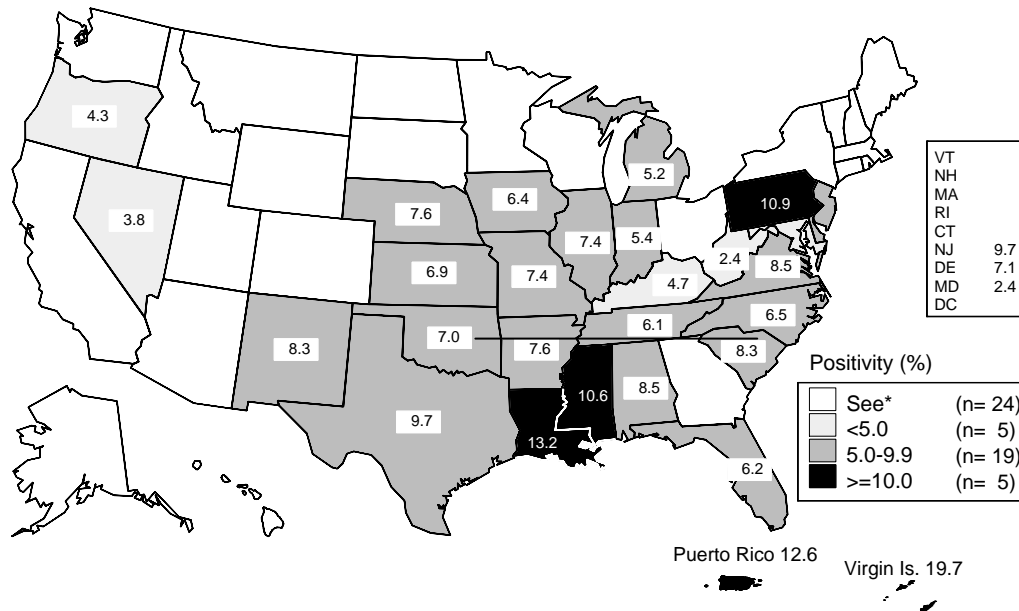 4.3
3.8
8.3
7.6
6.9
7.0
9.7
6.4
7.4
7.6
13.2
7.4
5.4
5.2
10.6
8.5
6.1
4.7
2.4
10.9
8.5
6.5
8.3
6.2
VT
NH
MA
RI
CT
NJ 9.7
DE 7.1
MD 2.4
DC
Positivity (%)
See* (n= 24)
<5.0 (n= 5)
5.0-9.9 (n= 19)
>=10.0 (n= 5)
Puerto Rico 12.6
Virgin Is. 19.7